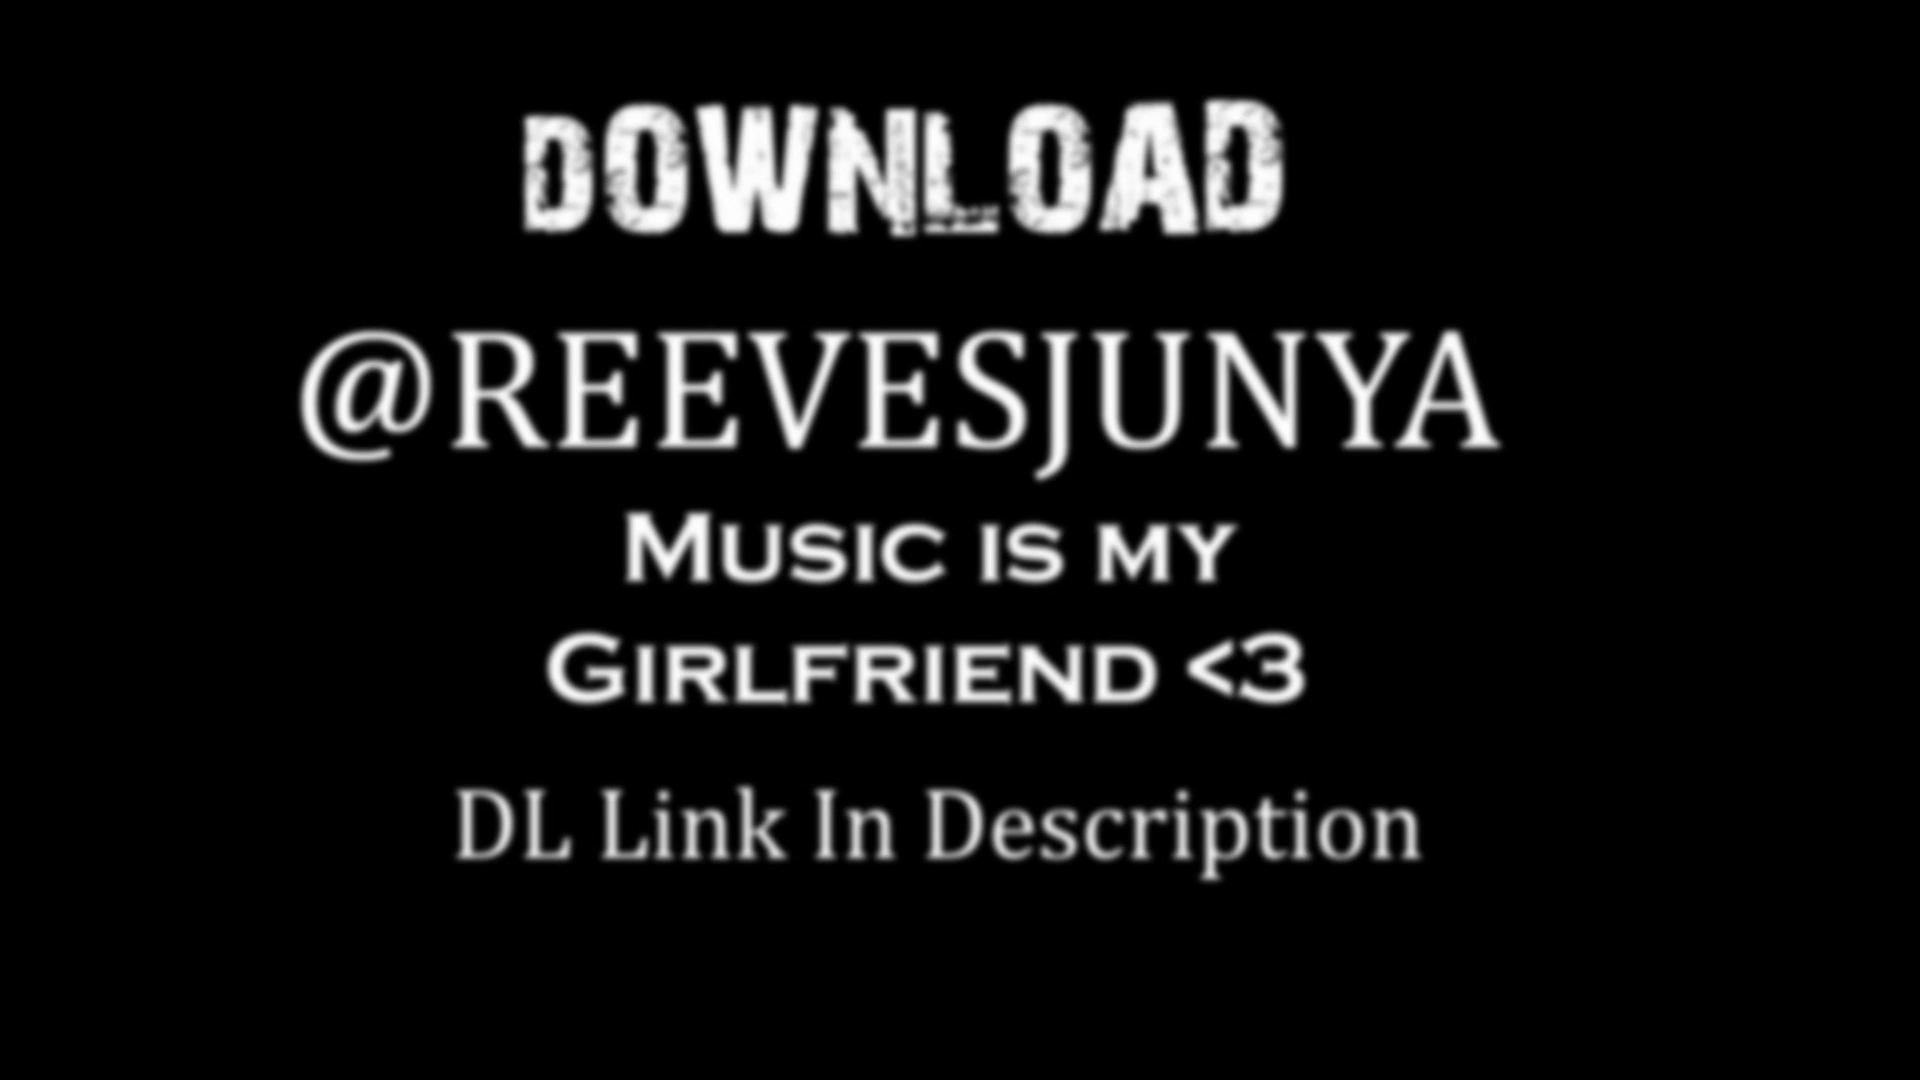 DOWNLOAD
@REEVESJUNYA
MUSIC IS MY
GIRLFRIEND <3
DL Link In Description